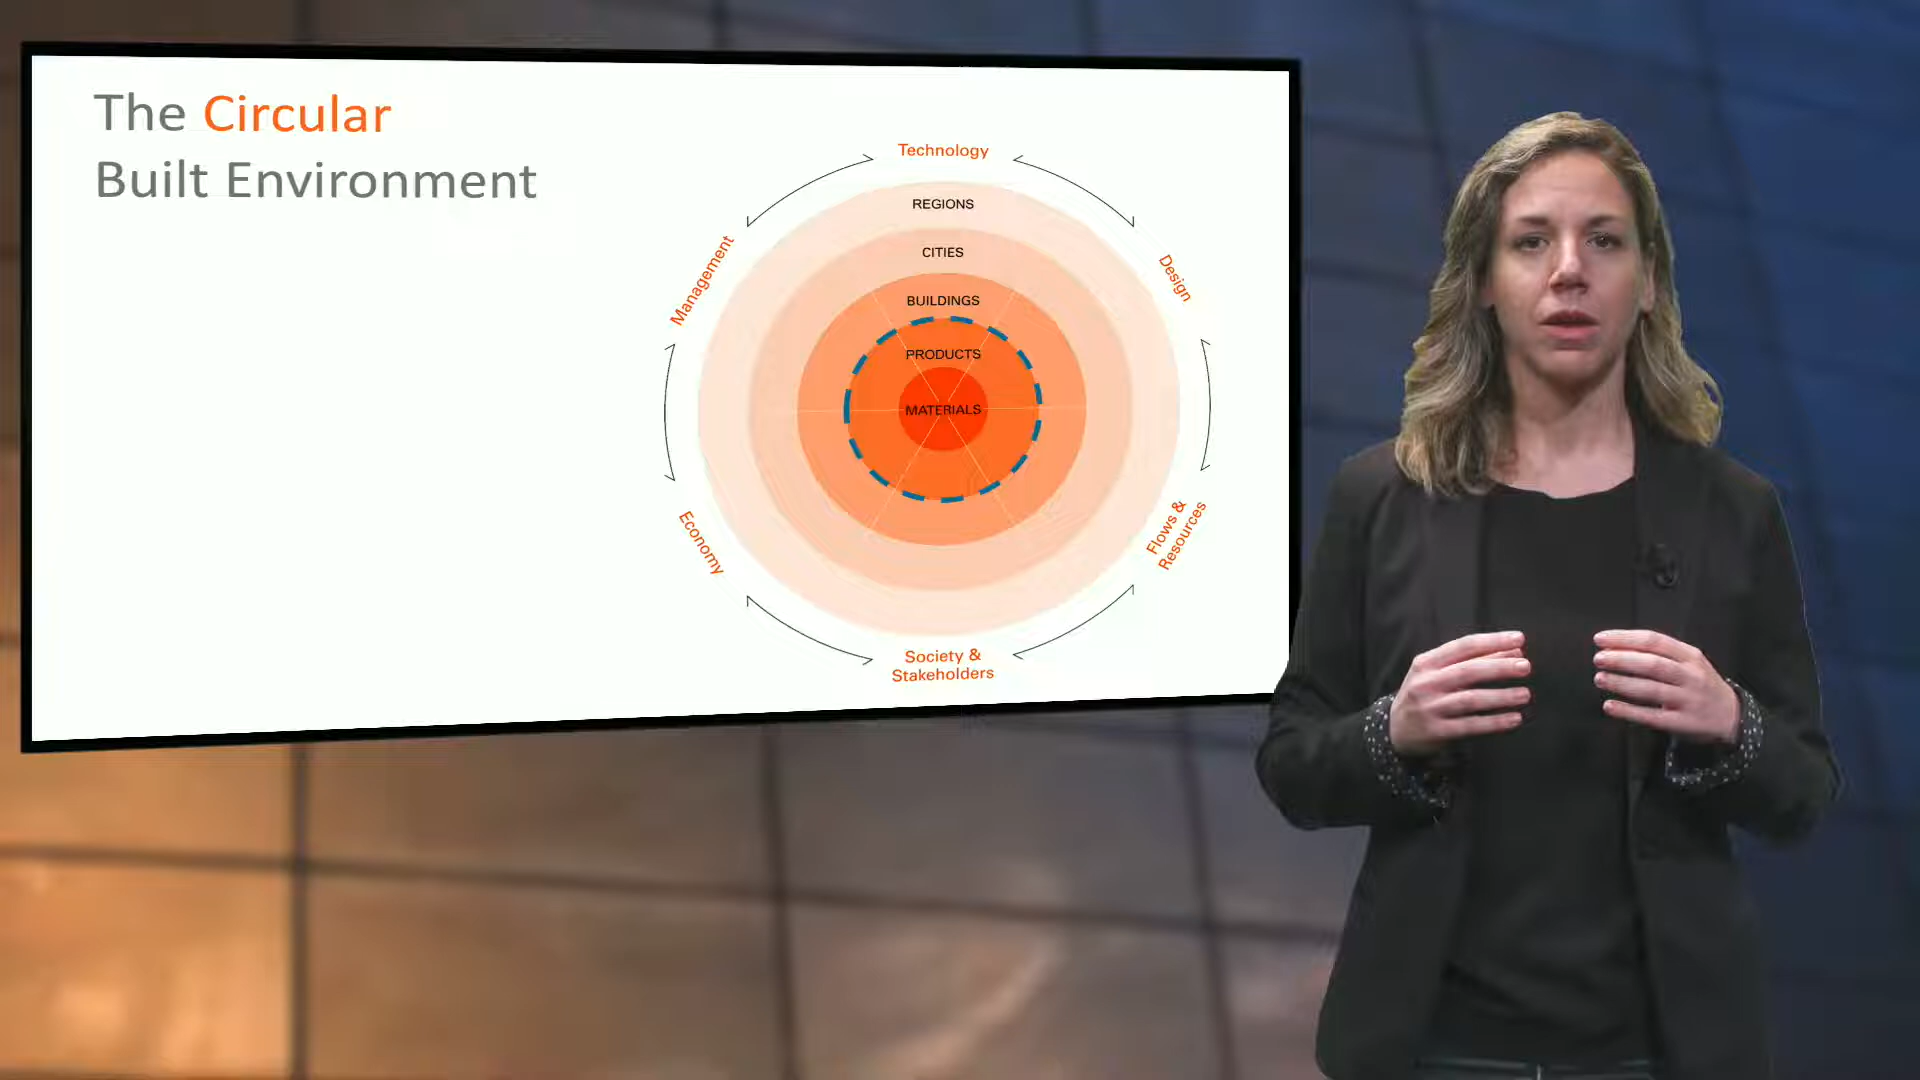 The Circular
Built Environment
Technology
REGIONS
CITIES
BUILDINGS
PRODUCTS
MATERIALS
Management
Design
Economy
Flows &
Resources
Society &
Stakeholders